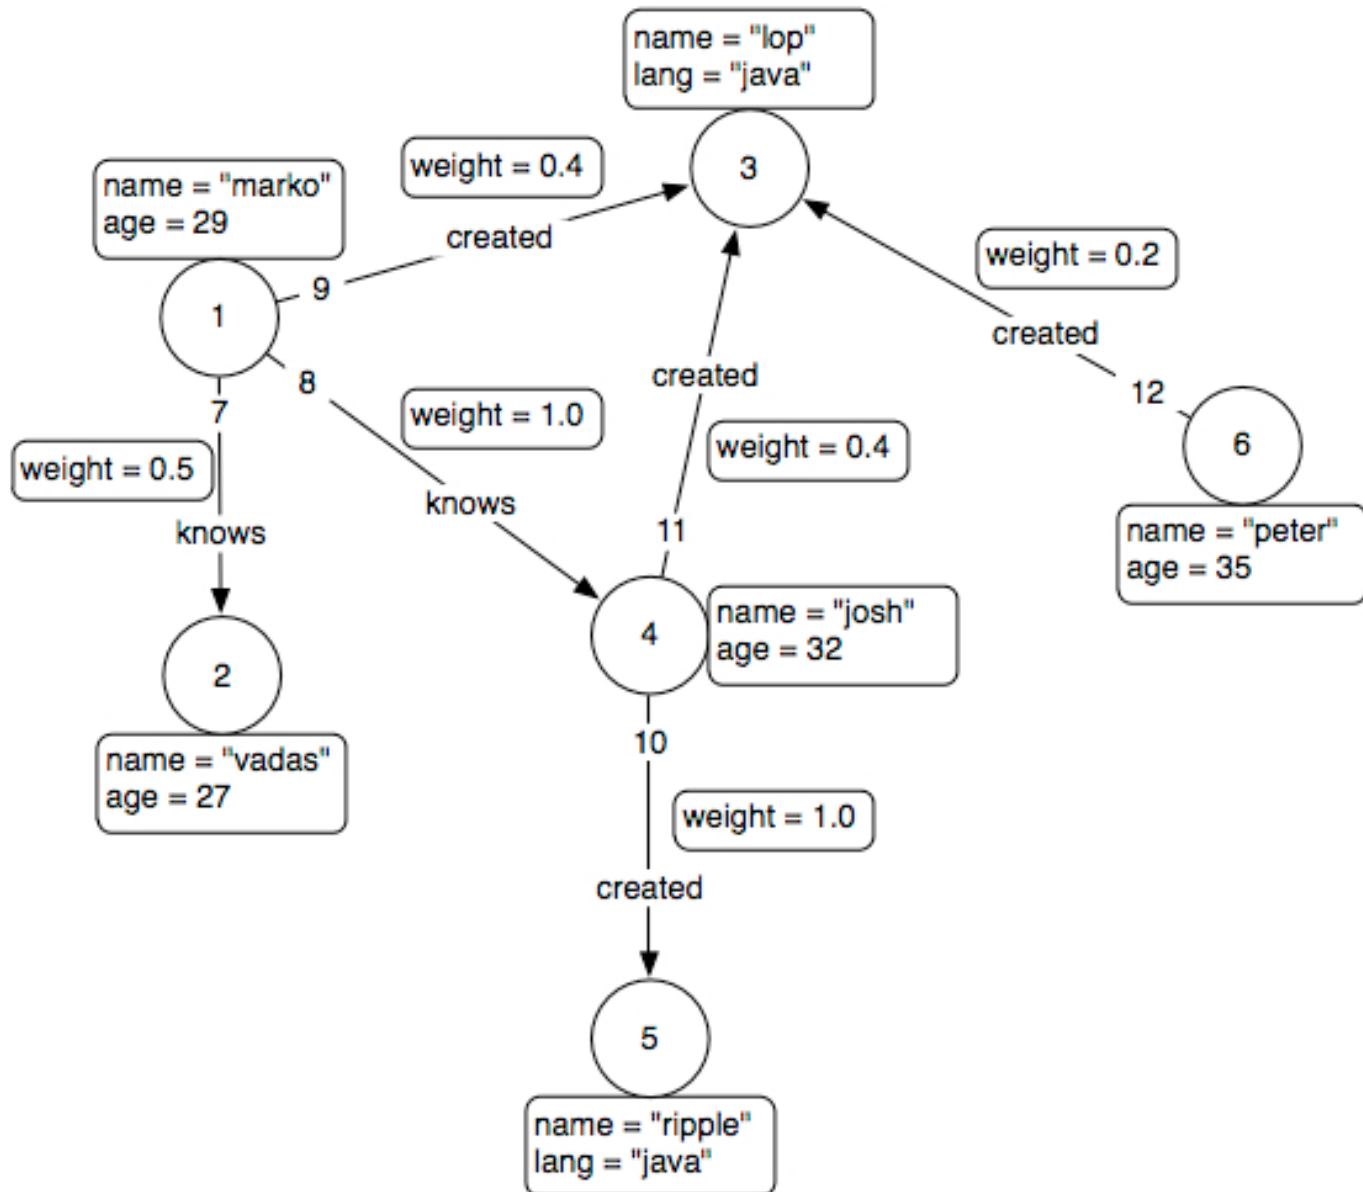 name = "lop"
lang = "java"
3
weight = 0.4
name = "marko"
age = 29
created
9
1
weight = 0.2
created
12
8
created
7
weight = 1.0
weight = 0.4
6
weight = 0.5
knows
knows
11
name = "peter"
age = 35
4
name = "josh"
age = 32
2
name = "vadas"
age = 27
10
weight = 1.0
created
5
name = "ripple"
lang = "java"